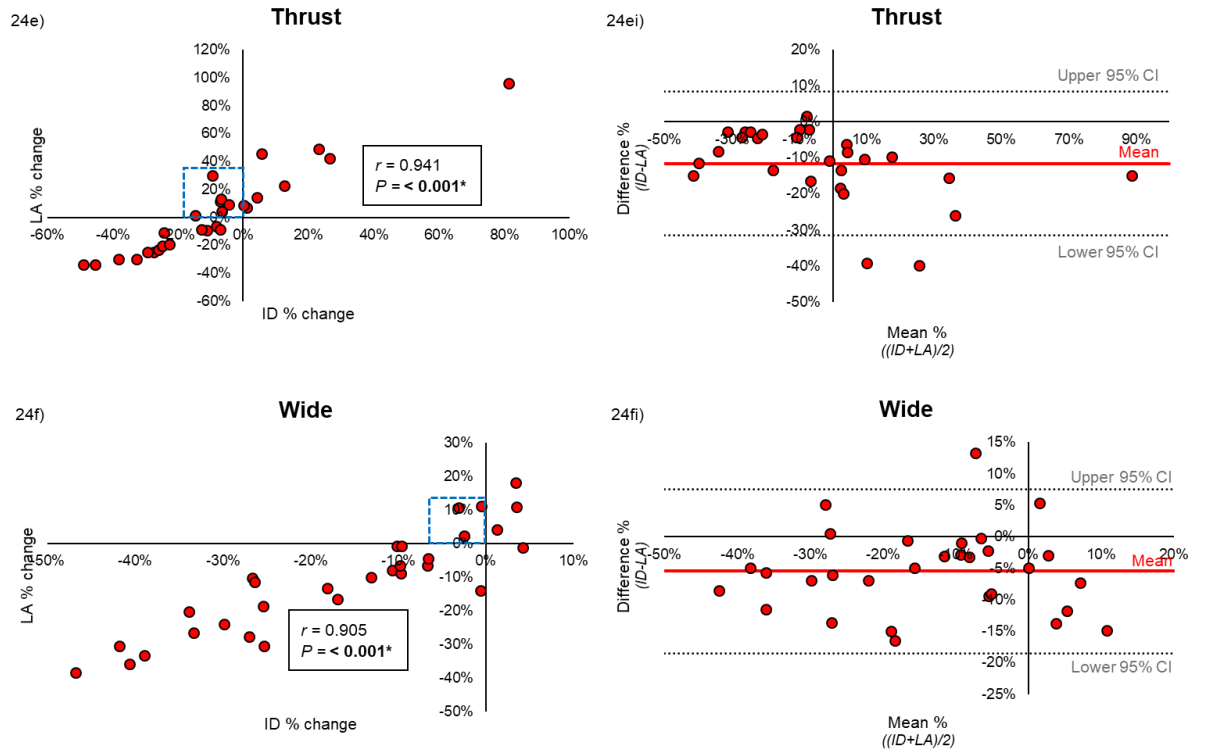 24e)
Thrust
120%
100%
80%
60%
40%
20%
0%
-20%
-40%
-60%
-60%
-40%
-20%
0%
20%
40%
60%
80%
100%
LA % change
ID % change
r = 0.941
P = < 0.001*
24ei)
Thrust
20%
10%
0%
-10%
-20%
-30%
-40%
-50%
-50%
-30%
-10%
10%
30%
50%
70%
90%
Upper 95% CI
Mean
Lower 95% CI
Difference %
(ID-LA)
Mean %
((ID+LA)/2)
24f)
Wide
30%
20%
10%
0%
-10%
-20%
-30%
-40%
-50%
-50%
-40%
-30%
-20%
-10%
0%
10%
LA % change
ID % change
r = 0.905
P = < 0.001*
24fi)
Wide
15%
10%
5%
0%
-5%
-10%
-15%
-20%
-25%
-50%
-40%
-30%
-20%
-10%
0%
10%
20%
Upper 95% CI
Mean
Lower 95% CI
Difference %
(ID-LA)
Mean %
((ID+LA)/2)